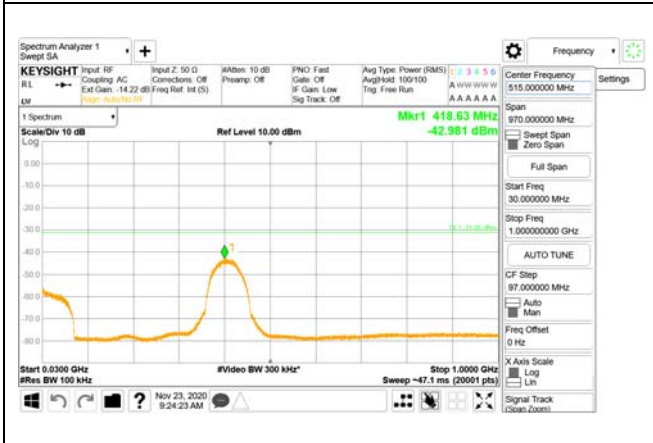 Spectrum Analyzer 1
Swept SA
+
Frequency
KEYSIGHT
RL
Input: RF
Coupling: AC
Ext Gain: -14.22 dB
Align: Auto/No RF
Input Z: 50 Ω
Corrections: Off
Freq Ref: Int (S)
#Atten: 10 dB
Preamp: Off
PNO: Fast
Gate: Off
IF Gain: Low
Sig Track: Off
Avg Type: Power (RMS)
Avg|Hold: 100/100
Trig: Free Run
1 2 3 4 5 6
A W W W W W
A A A A A A
1 Spectrum
Scale/Div 10 dB
Log
Ref Level 10.00 dBm
Mkr1 418.63 MHz
-42.981 dBm
0.00
-10.0
-20.0
-30.0
-40.0
-50.0
-60.0
-70.0
-80.0
1
Start 0.0300 GHz
#Res BW 100 kHz
#Video BW 300 kHz*
Stop 1.0000 GHz
Sweep ~47.1 ms (20001 pts)
?
Nov 23, 2020
9:24:23 AM
Center Frequency
515.000000 MHz
Settings
Span
970.000000 MHz
Swept Span
Zero Span
Full Span
Start Freq
30.000000 MHz
Stop Freq
1.000000000 GHz
AUTO TUNE
CF Step
97.000000 MHz
Auto
Man
Freq Offset
0 Hz
X Axis Scale
Log
Lin
Signal Track
(Span Zoom)